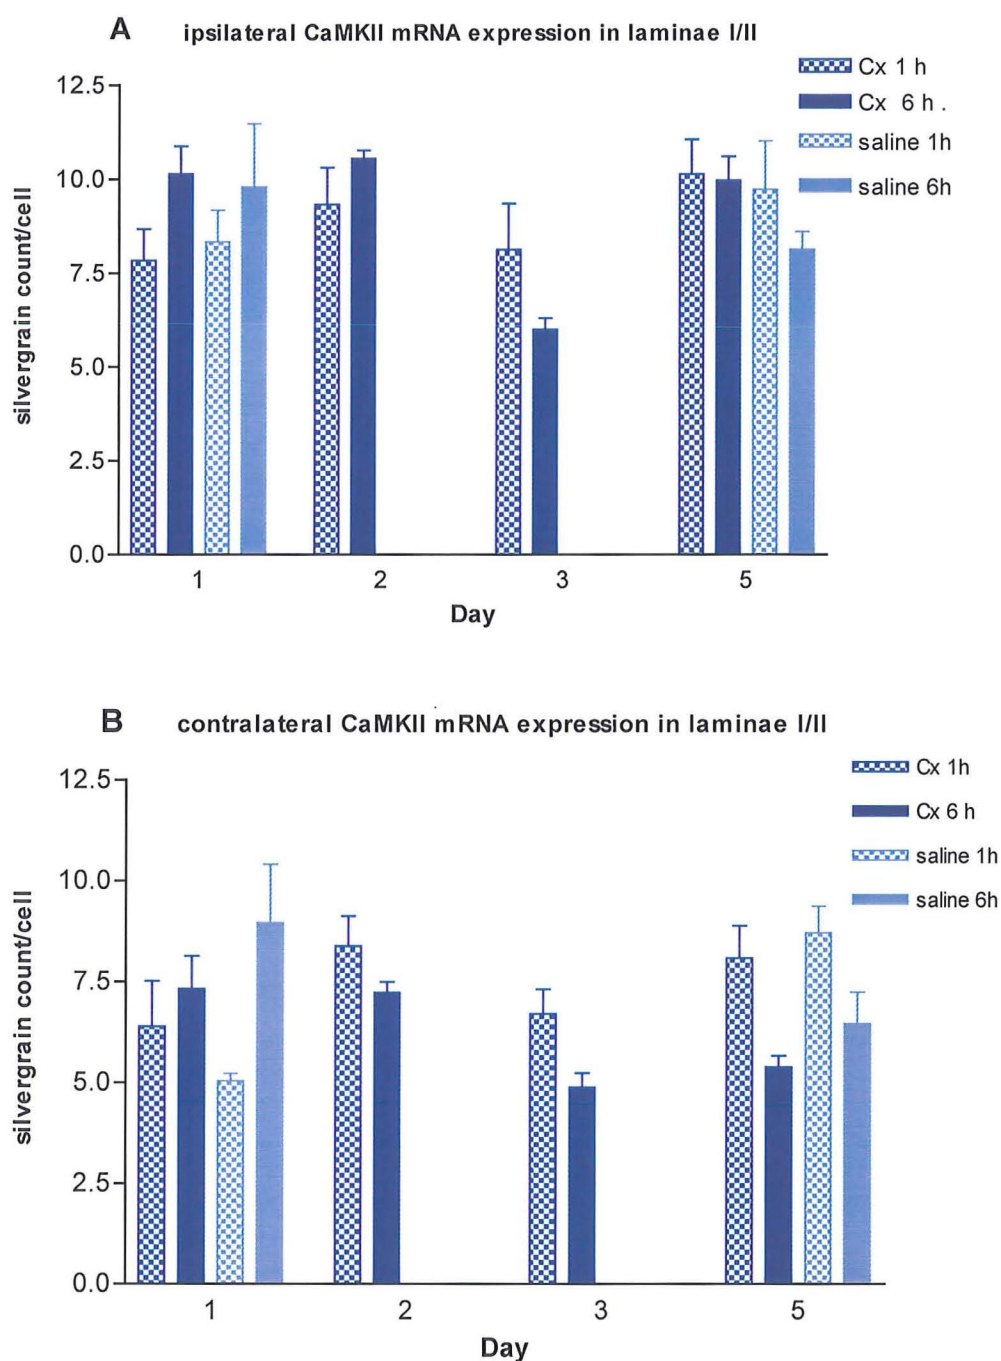 A ipsilateral CaMKII mRNA expression in laminae I/II
Cx 1 h
Cx 6 h .
saline 1h
saline 6h
12.5
10.0
7.5
5.0
2.5
0.0
silvergrain count/cell
1 2 3 5
Day
B contralateral CaMKII mRNA expression in laminae I/II
Cx 1h
Cx 6 h
saline 1h
saline 6h
12.5
10.0
7.5
5.0
2.5
0.0
silvergrain count/cell
1 2 3 5
Day